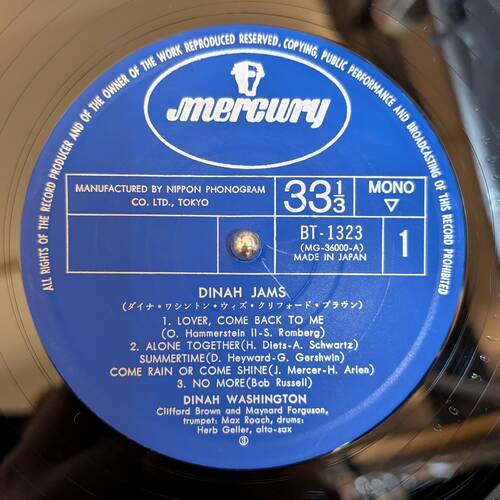 ALL RIGHTS OF THE RECORD PRODUCER AND OF THE OWNER OF THE WORK REPRODUCED RESERVED, COPYING, PUBLIC PERFORMANCE AND BROADCASTING OF THIS RECORD PROHIBITED
mercury
MANUFACTURED BY NIPPON PHONOGRAM
CO. LTD., TOKYO
33 1/3
MONO
▽
BT-1323
(MG-36000-A)
MADE IN JAPAN
1
DINAH JAMS
(ダイナ・ワシントン・ウィズ・クリフォード・ブラウン)
1. LOVER, COME BACK TO ME
(O. Hammerstein II-S. Romberg)
2. ALONE TOGETHER(H. Diets-A. Schwartz)
SUMMERTIME(D. Heyward-G. Gershwin)
COME RAIN OR COME SHINE(J. Mercer-H. Arlen)
3. NO MORE(Bob Russell)
DINAH WASHINGTON
Clifford Brown and Maynard Ferguson,
trumpet: Max Roach, drums:
Herb Geller, alto-sax